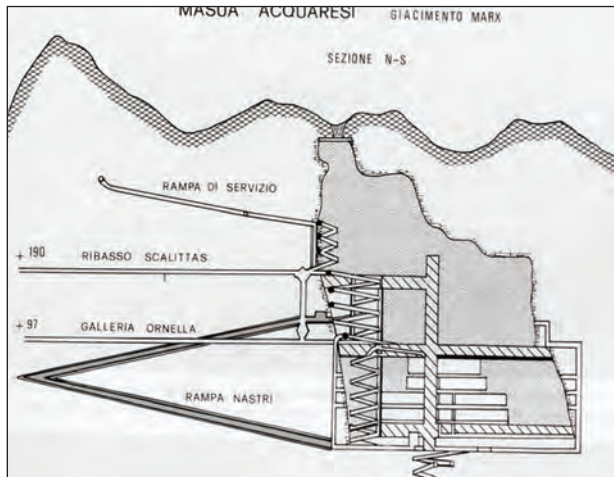 MASUA ACQUARESI GIACIMENTO MARX
SEZIONE N-S
RAMPA DI SERVIZIO
+ 190 RIBASSO SCALITTAS
+ 97 GALLERIA ORNELLA
RAMPA NASTRI